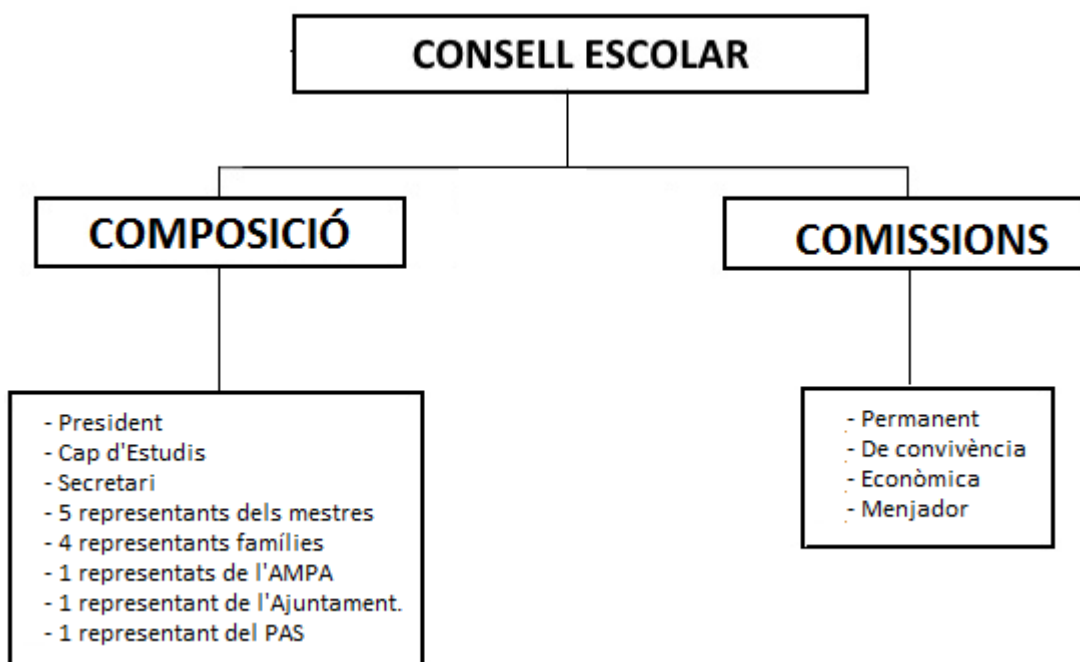 CONSELL ESCOLAR
COMPOSICIÓ
COMISSIONS
- President
- Cap d'Estudis
- Secretari
- 5 representants dels mestres
- 4 representants famílies
- 1 representats de l'AMPA
- 1 representant de l'Ajuntament.
- 1 representant del PAS
- Permanent
- De convivència
- Econòmica
- Menjador